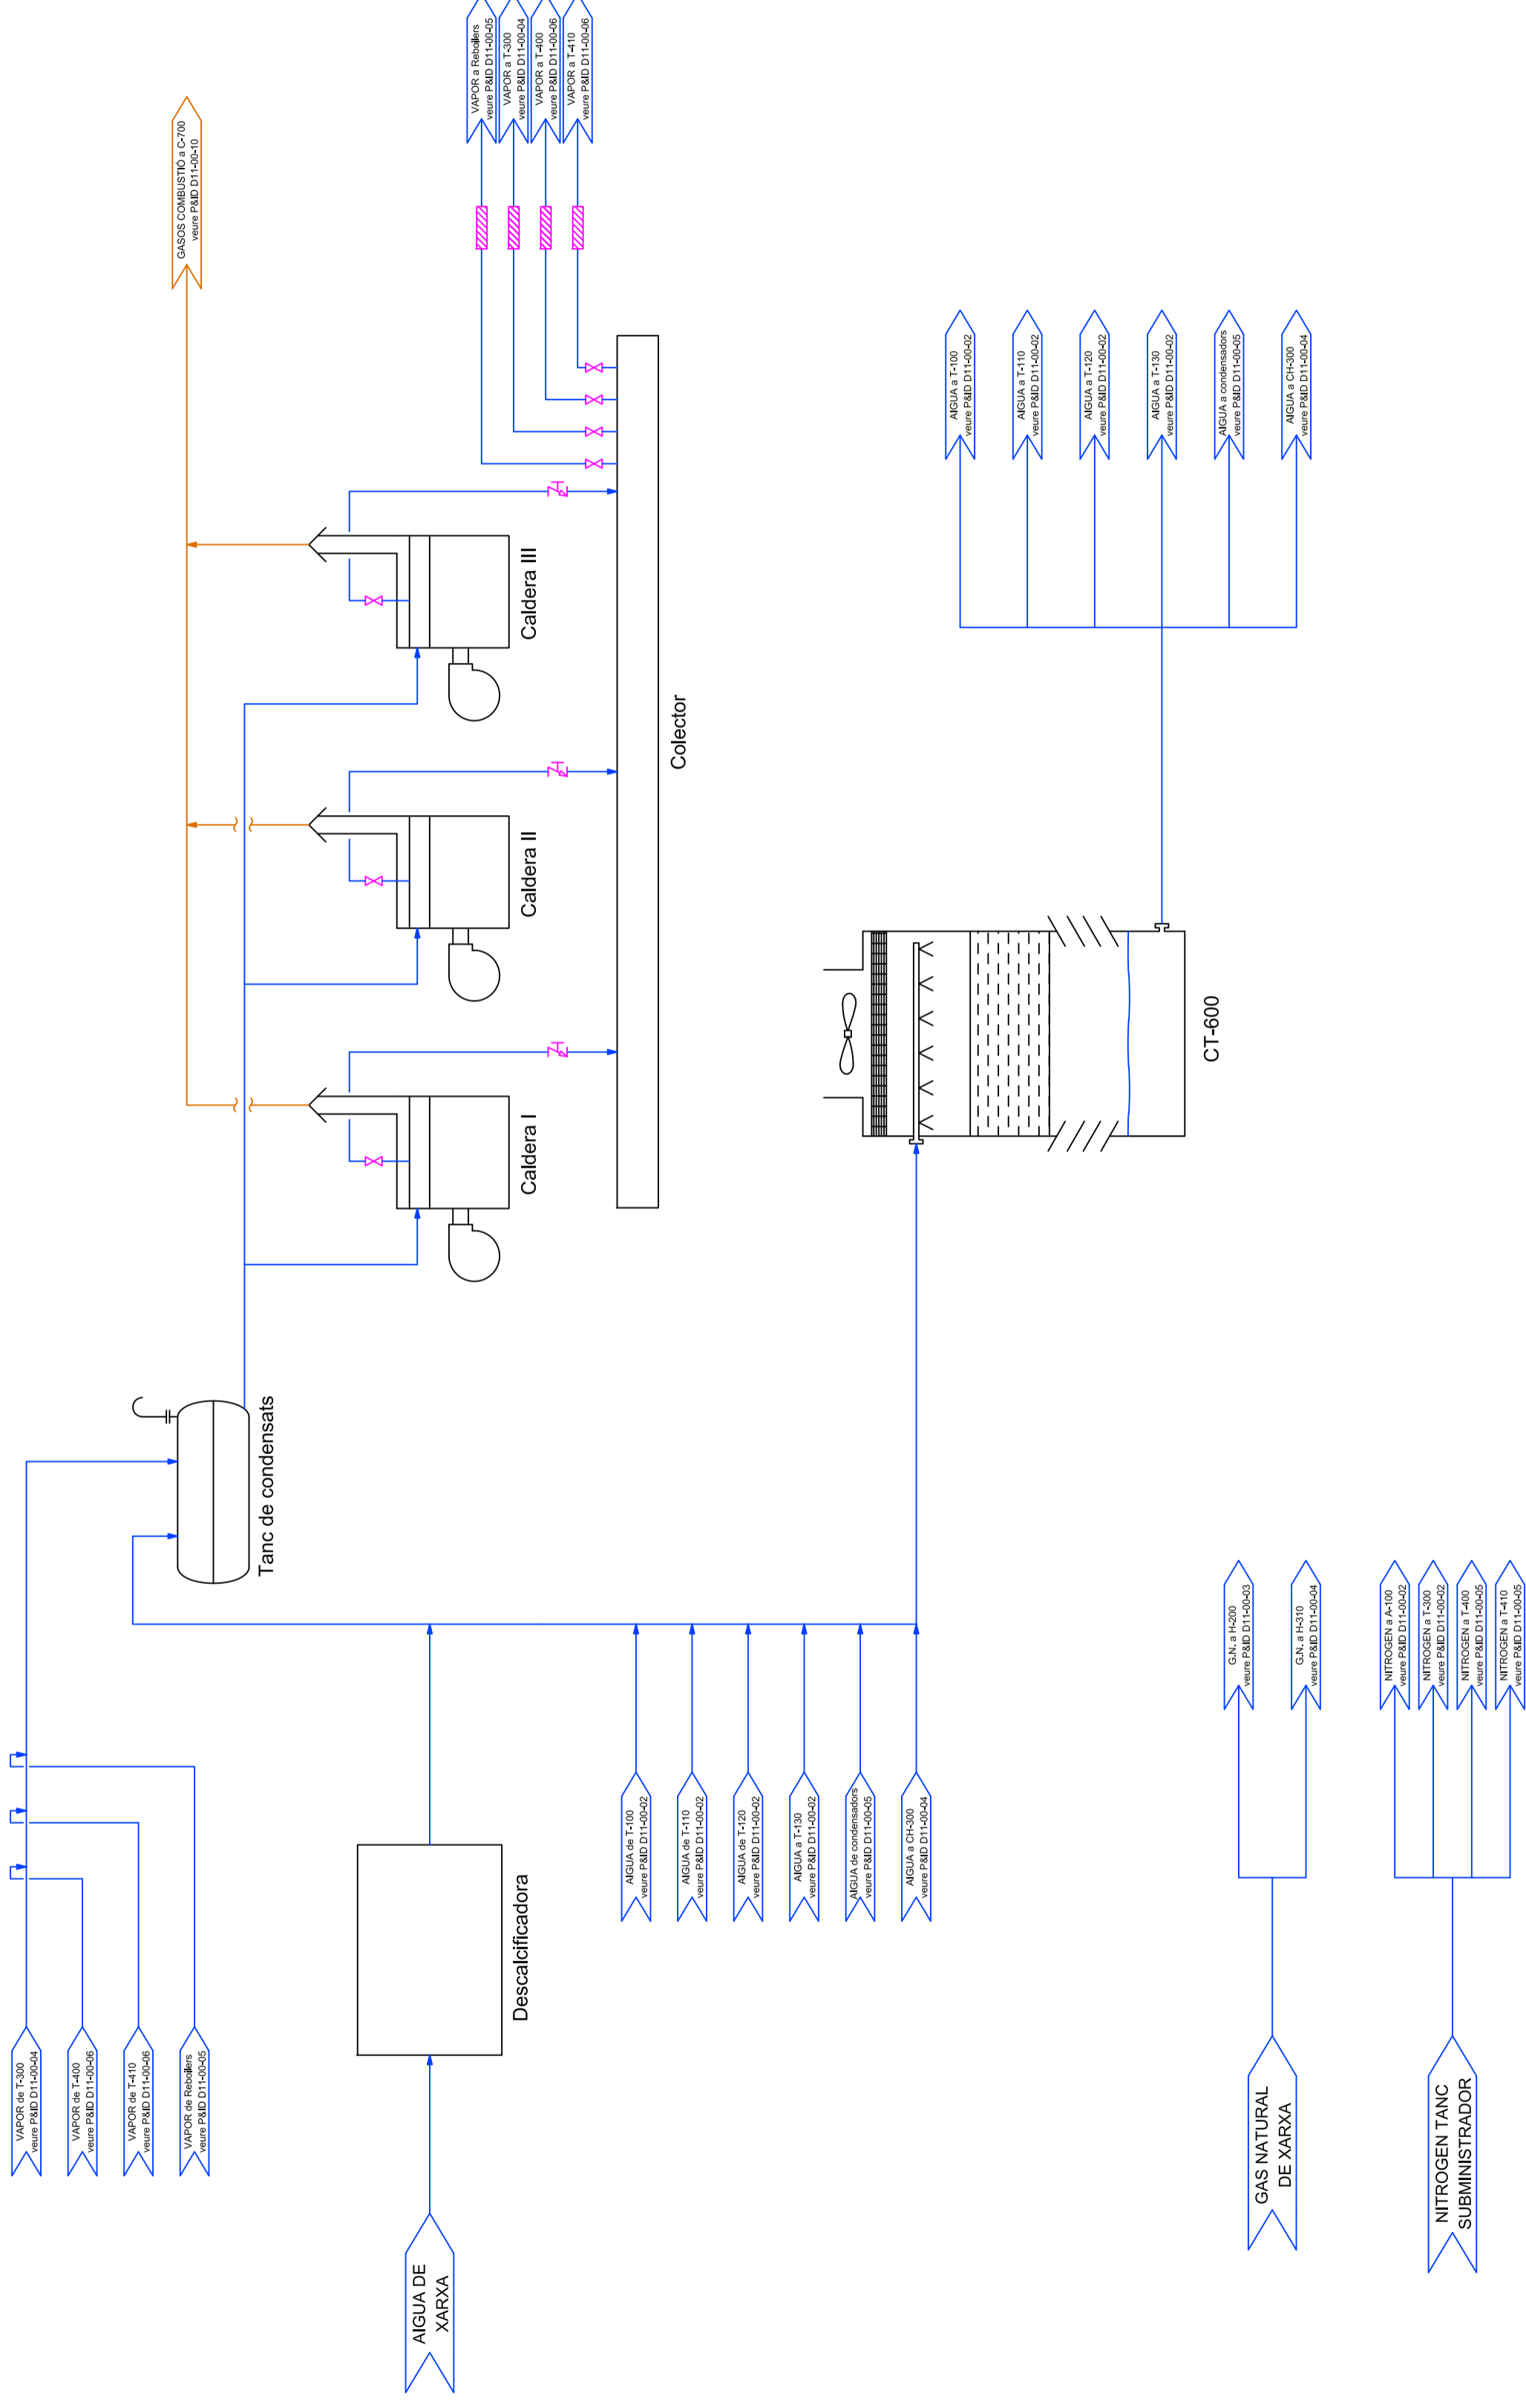 VAPOR de T-300
veure P&ID D11-00-04
VAPOR de T-400
veure P&ID D11-00-06
VAPOR de T-410
veure P&ID D11-00-06
VAPOR de Reboillers
veure P&ID D11-00-05
AIGUA DE
XARXA
Descalcificadora
Tanc de condensats
GASOS COMBUSTIÓ a C-700
veure P&ID D11-00-10
Caldera I
Caldera II
Caldera III
Colector
VAPOR a Reboillers
veure P&ID D11-00-05
VAPOR a T-300
veure P&ID D11-00-04
VAPOR a T-400
veure P&ID D11-00-06
VAPOR a T-410
veure P&ID D11-00-06
AIGUA de T-100
veure P&ID D11-00-02
AIGUA de T-110
veure P&ID D11-00-02
AIGUA de T-120
veure P&ID D11-00-02
AIGUA a T-130
veure P&ID D11-00-02
AIGUA de condensadors
veure P&ID D11-00-05
AIGUA a CH-300
veure P&ID D11-00-04
CT-600
AIGUA a T-100
veure P&ID D11-00-02
AIGUA a T-110
veure P&ID D11-00-02
AIGUA a T-120
veure P&ID D11-00-02
AIGUA a T-130
veure P&ID D11-00-02
AIGUA a condensadors
veure P&ID D11-00-05
AIGUA a CH-300
veure P&ID D11-00-04
GAS NATURAL
DE XARXA
G.N. a H-200
veure P&ID D11-00-03
G.N. a H-310
veure P&ID D11-00-04
NITROGEN TANC
SUBMINISTRADOR
NITROGEN a A-100
veure P&ID D11-00-02
NITROGEN a T-300
veure P&ID D11-00-02
NITROGEN a T-400
veure P&ID D11-00-05
NITROGEN a T-410
veure P&ID D11-00-05